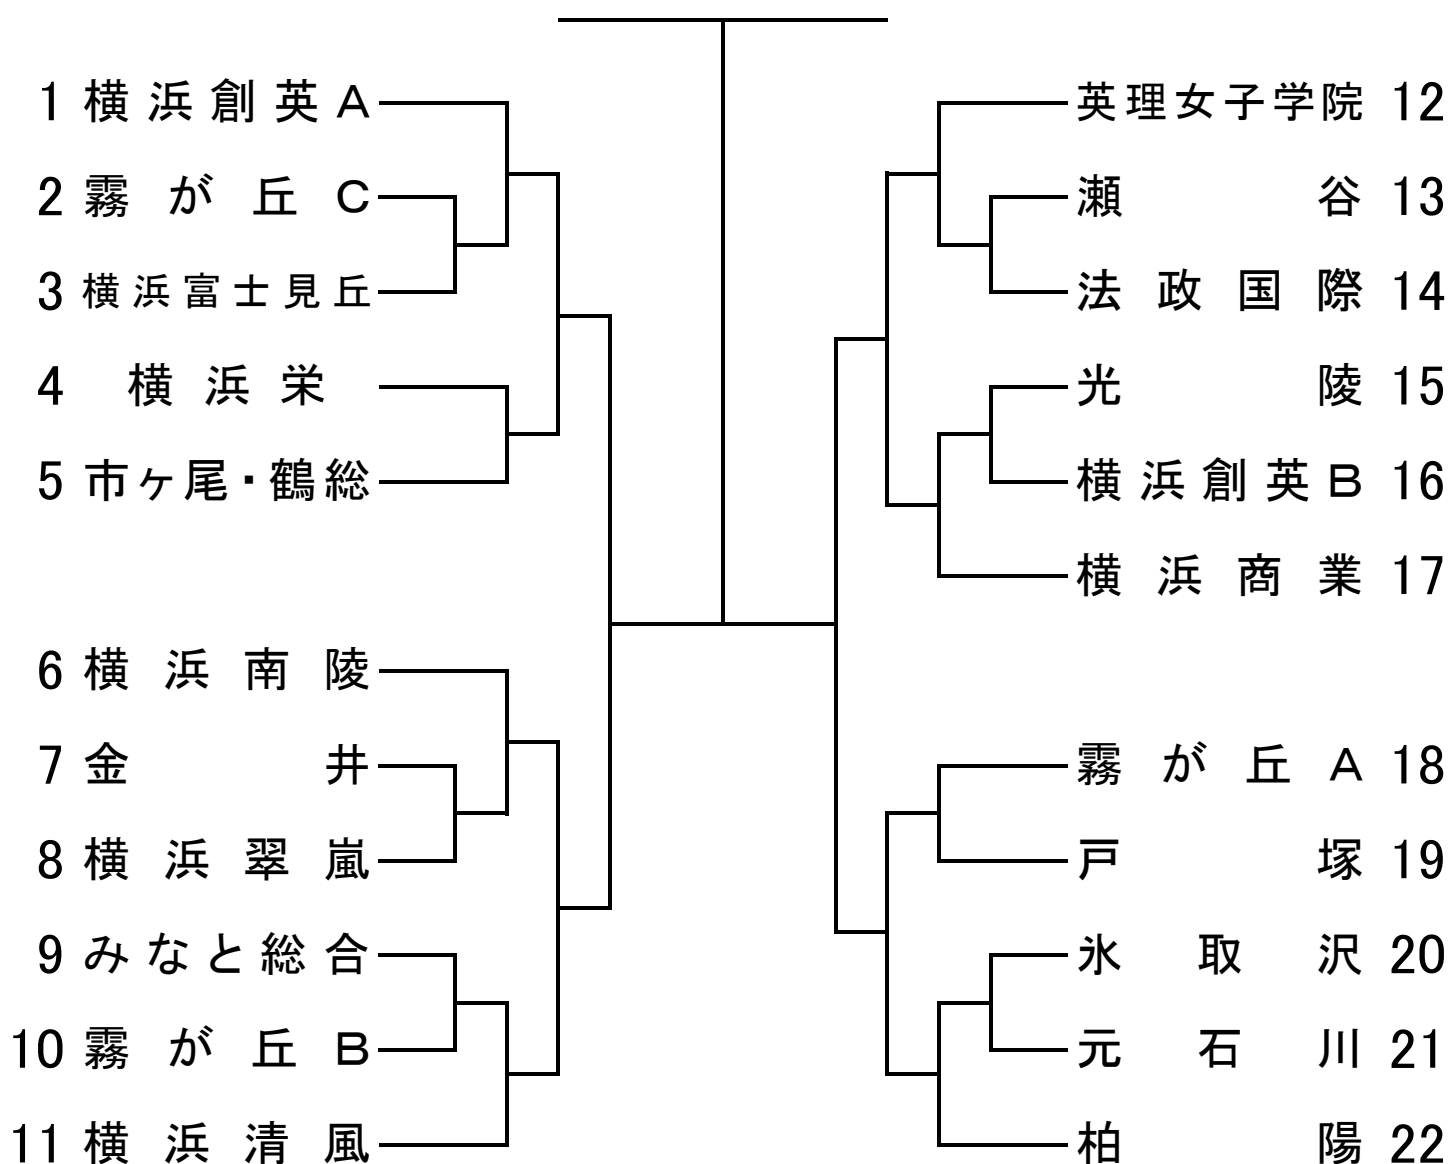 1 横浜創英A
2 霧が丘C
3 横浜富士見丘
4 横浜栄
5 市ヶ尾・鶴総
6 横浜南陵
7 金井
8 横浜翠嵐
9 みなと総合
10 霧が丘B
11 横浜清風
英理女子学院 12
瀬谷 13
法政国際 14
光陵 15
横浜創英B 16
横浜商業 17
霧が丘A 18
戸塚 19
氷取沢 20
元石川 21
柏陽 22